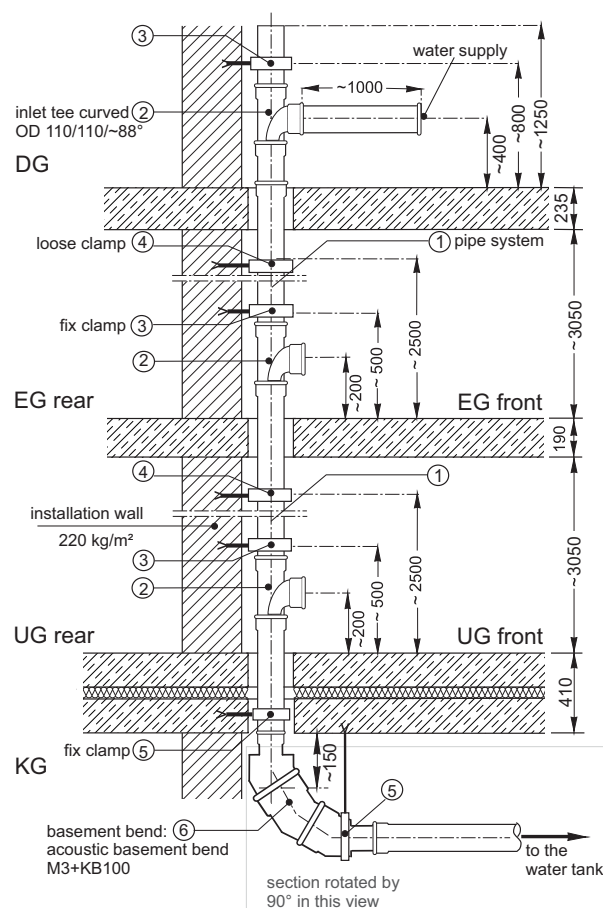 ③
water supply
~1000
inlet tee curved ②
OD 110/110/~88°
~400
~800
~1250
DG
235
loose clamp ④
① pipe system
fix clamp ③
②
~200
~500
~2500
~3050
EG rear
EG front
190
④
①
installation wall
220 kg/m²
③
②
~200
~500
~2500
~3050
UG rear
UG front
410
fix clamp ⑤
KG
~150
⑤
basement bend: ⑥
acoustic basement bend
M3+KB100
to the
water tank
section rotated by
90° in this view